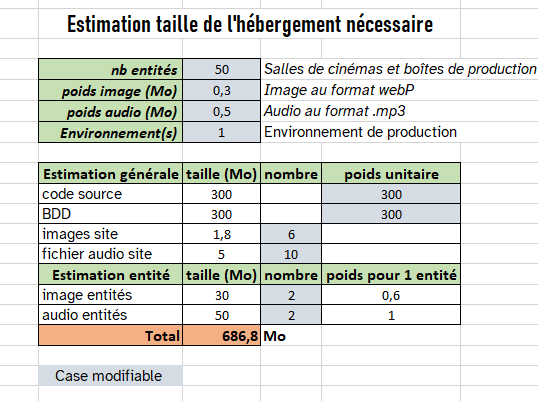 Estimation taille de l'hébergement nécessaire
nb entités 50 Salles de cinémas et boîtes de production
poids image (Mo) 0,3 Image au format webP
poids audio (Mo) 0,5 Audio au format .mp3
Environnement(s) 1 Environnement de production
Estimation générale taille (Mo) nombre poids unitaire
code source 300 300
BDD 300 300
images site 1,8 6
fichier audio site 5 10
Estimation entité taille (Mo) nombre poids pour 1 entité
image entités 30 2 0,6
audio entités 50 2 1
Total 686,8 Mo
Case modifiable